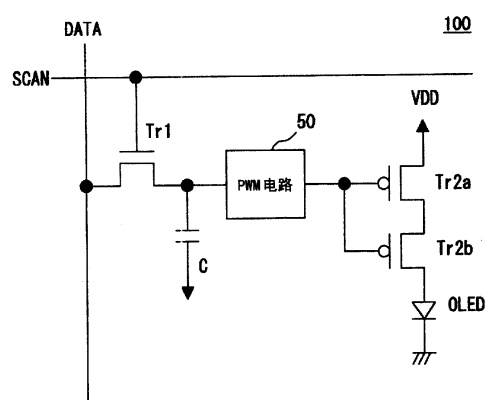 DATA
100
SCAN
VDD
Tr1
50
PWM电路
Tr2a
Tr2b
C
OLED